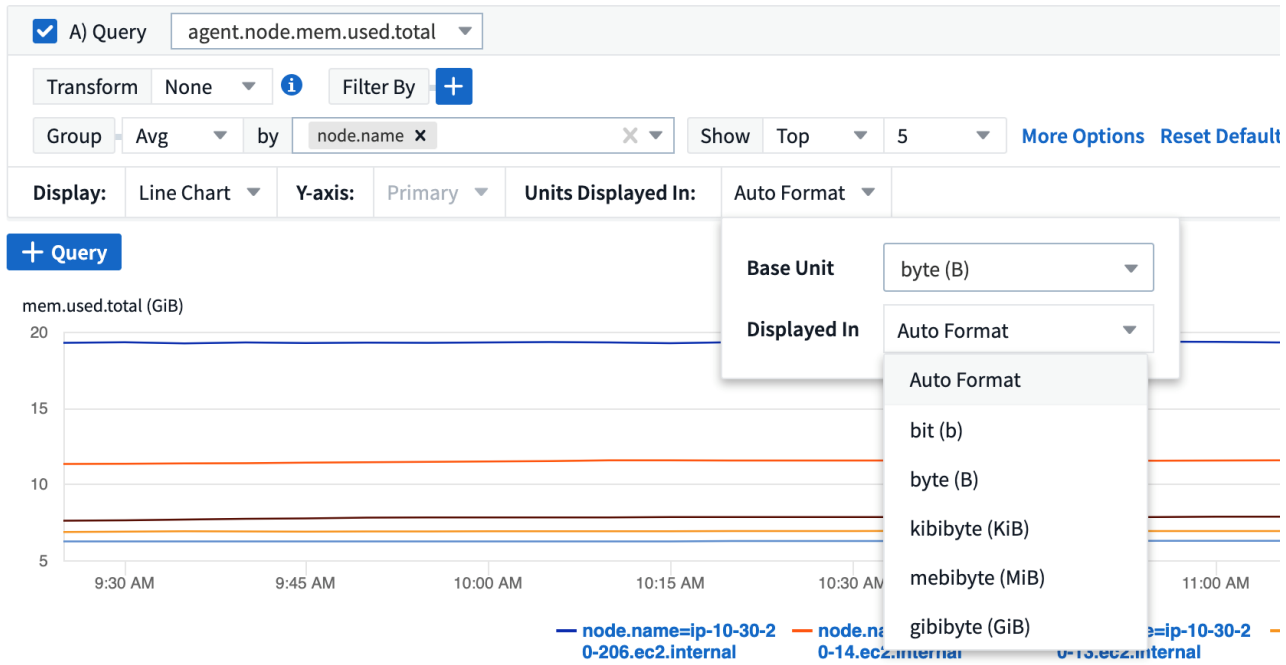 A) Query agent.node.mem.used.total
Transform None Filter By +
Group Avg by node.name × Show Top 5 More Options Reset Default
Display: Line Chart Y-axis: Primary Units Displayed In: Auto Format
+ Query
Base Unit byte (B)
Displayed In Auto Format
Auto Format
bit (b)
byte (B)
kibibyte (KiB)
mebibyte (MiB)
gibibyte (GiB)
mem.used.total (GiB)
20
15
10
5
9:30 AM 9:45 AM 10:00 AM 10:15 AM 10:30 AM 11:00 AM
node.name=ip-10-30-2
0-206.ec2.internal
node.na
0-14.ec2.internal
e=ip-10-30-2
0-13.ec2.internal